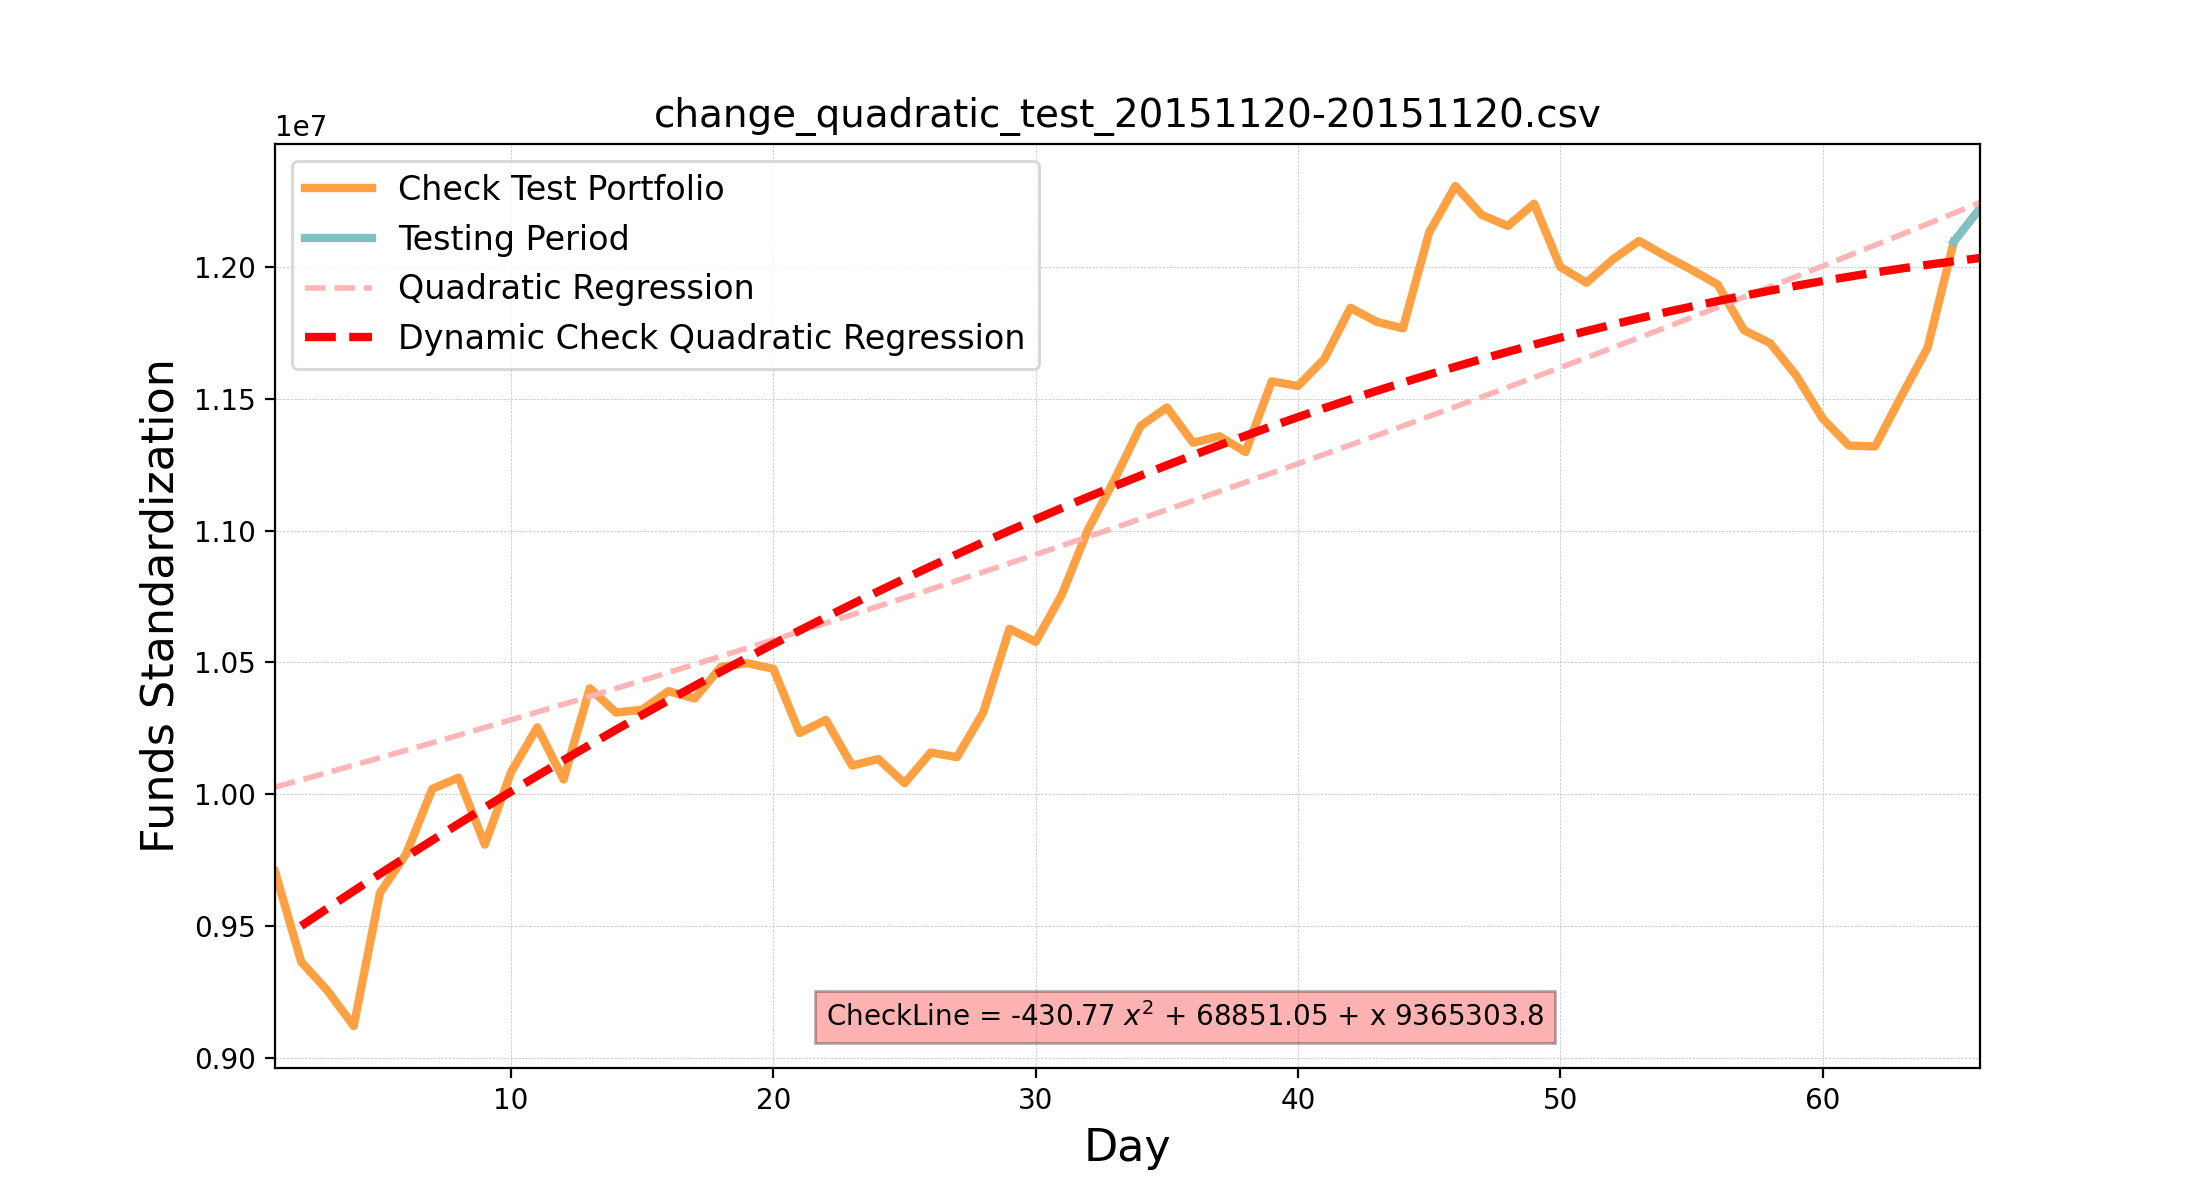 change_quadratic_test_20151120-20151120.csv
1e7
Check Test Portfolio
Testing Period
Quadratic Regression
Dynamic Check Quadratic Regression
1.20
1.15
1.10
1.05
1.00
0.95
0.90
Funds Standardization
CheckLine = -430.77 x² + 68851.05 + x 9365303.8
10 20 30 40 50 60
Day